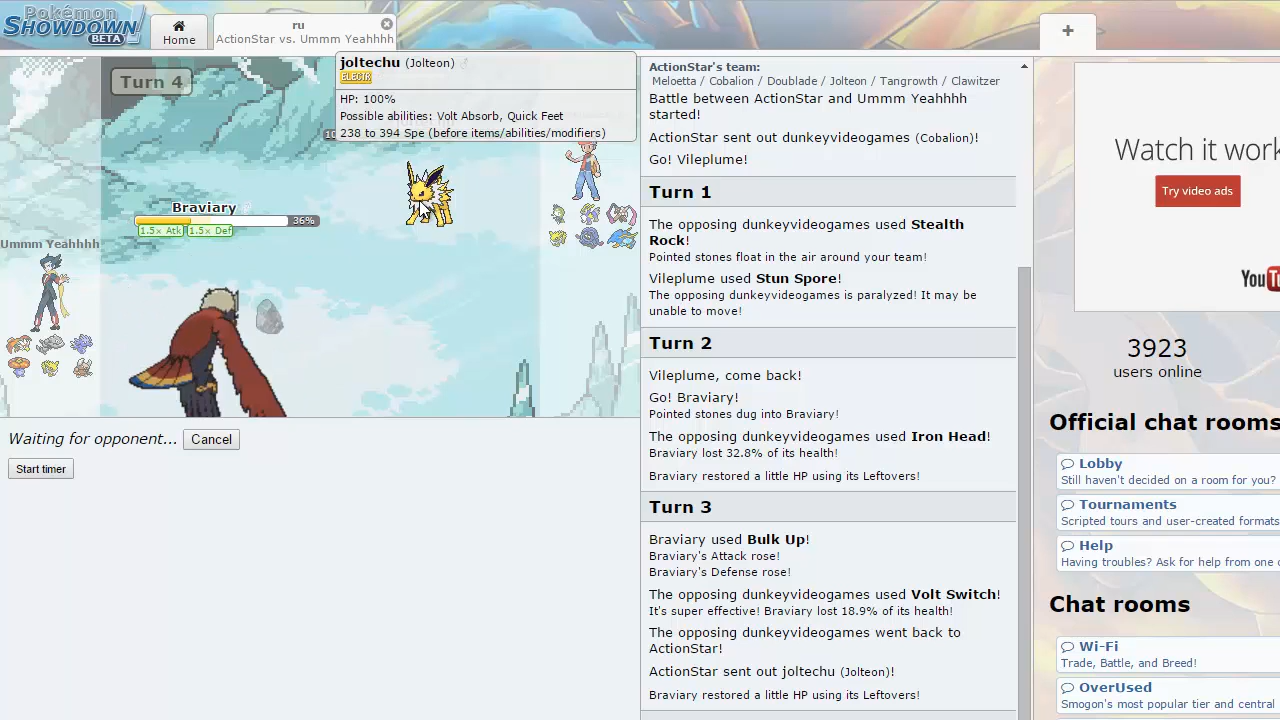 Pokémon
SHOWDOWN!
BETA
Home
ru
ActionStar vs. Ummm Yeahhhh
+
Turn 4
joltechu (Jolteon)
ELECTR
HP: 100%
Possible abilities: Volt Absorb, Quick Feet
238 to 394 Spe (before items/abilities/modifiers)
Braviary
36%
1.5× Atk 1.5× Def
Ummm Yeahhhh
Waiting for opponent... Cancel
Start timer
ActionStar's team:
Meloetta / Cobalion / Doublade / Jolteon / Tangrowth / Clawitzer
Battle between ActionStar and Ummm Yeahhhh
started!
ActionStar sent out dunkeyvideogames (Cobalion)!
Go! Vileplume!
Turn 1
The opposing dunkeyvideogames used Stealth
Rock!
Pointed stones float in the air around your team!
Vileplume used Stun Spore!
The opposing dunkeyvideogames is paralyzed! It may be
unable to move!
Turn 2
Vileplume, come back!
Go! Braviary!
Pointed stones dug into Braviary!
The opposing dunkeyvideogames used Iron Head!
Braviary lost 32.8% of its health!
Braviary restored a little HP using its Leftovers!
Turn 3
Braviary used Bulk Up!
Braviary's Attack rose!
Braviary's Defense rose!
The opposing dunkeyvideogames used Volt Switch!
It's super effective! Braviary lost 18.9% of its health!
The opposing dunkeyvideogames went back to
ActionStar!
ActionStar sent out joltechu (Jolteon)!
Braviary restored a little HP using its Leftovers!
Watch it work
Try video ads
YouT
3923
users online
Official chat rooms
Lobby
Still haven't decided on a room for you?
Tournaments
Scripted tours and user-created formats
Help
Having troubles? Ask for help from one o
Chat rooms
Wi-Fi
Trade, Battle, and Breed!
OverUsed
Smogon's most popular tier and central